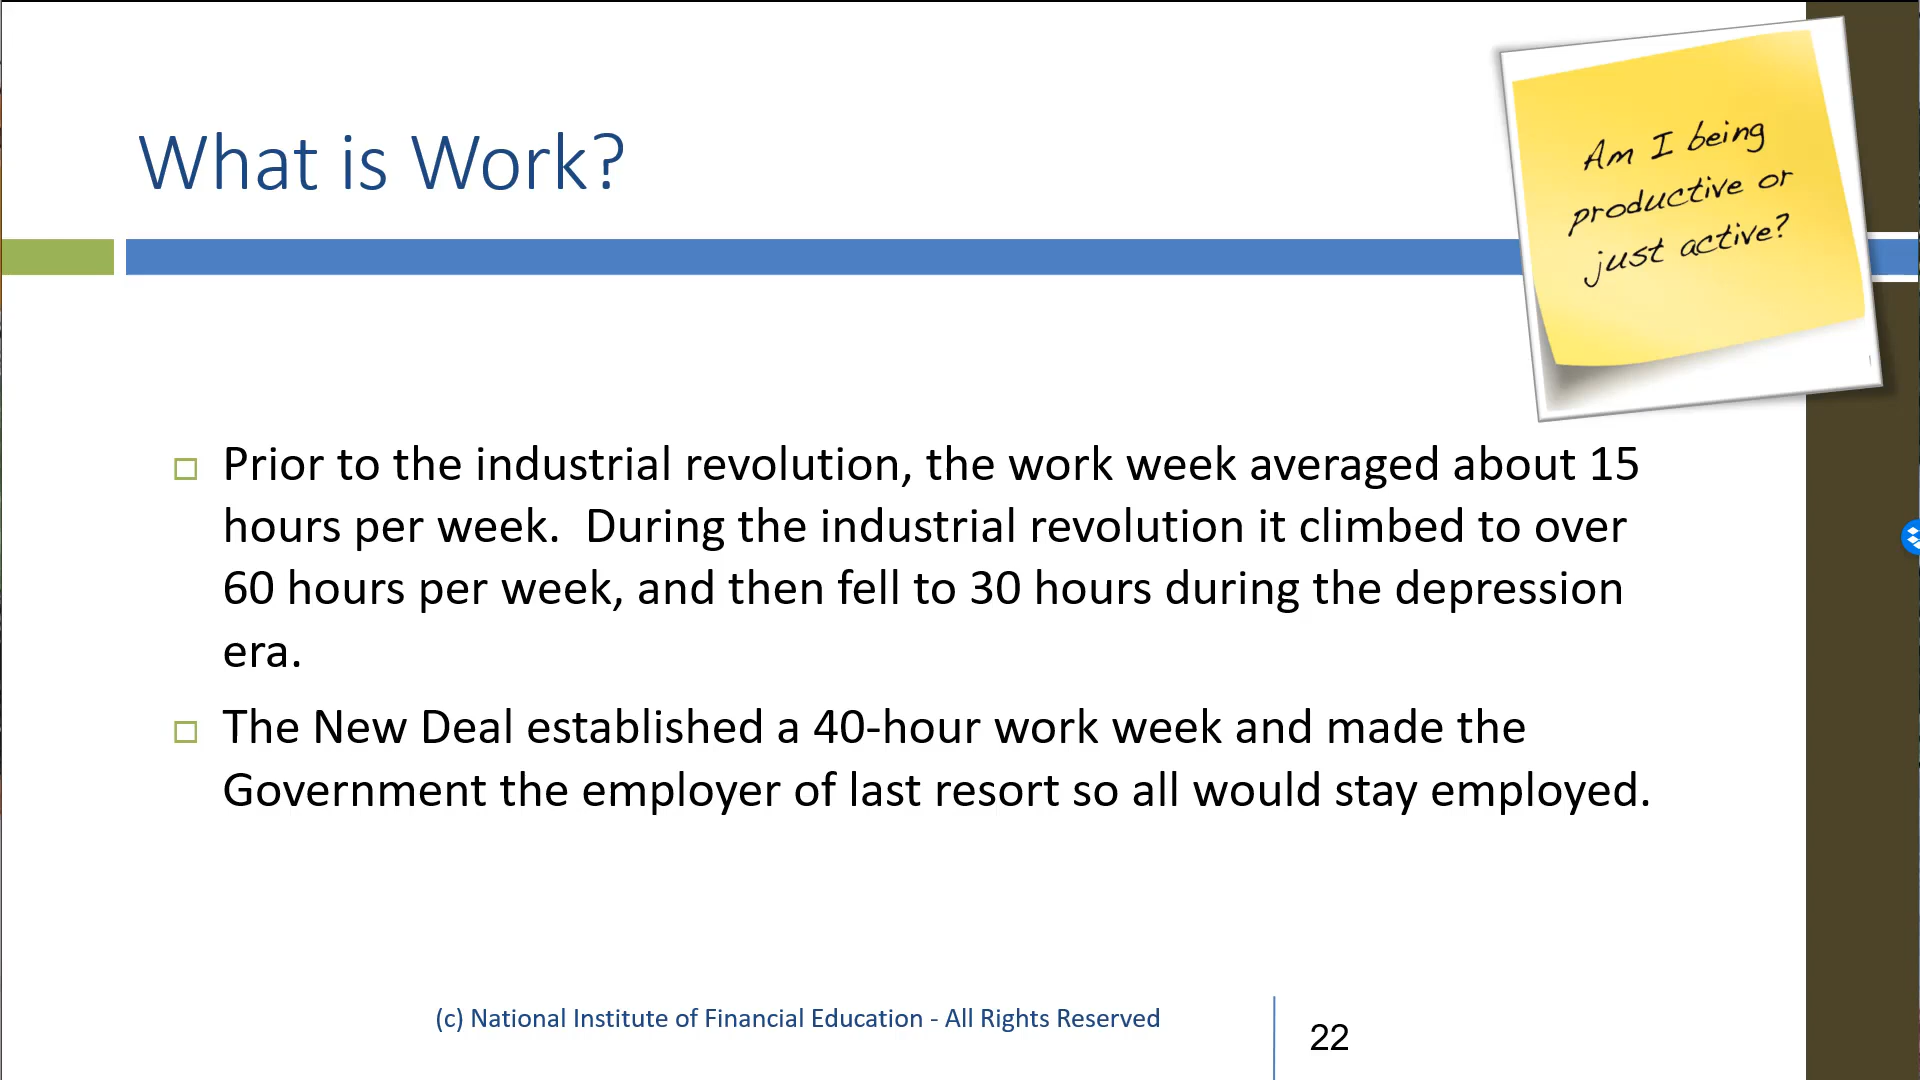 What is Work?
Am I being
productive or
just active?
Prior to the industrial revolution, the work week averaged about 15
hours per week.  During the industrial revolution it climbed to over
60 hours per week, and then fell to 30 hours during the depression
era.
The New Deal established a 40-hour work week and made the
Government the employer of last resort so all would stay employed.
(c) National Institute of Financial Education - All Rights Reserved
22